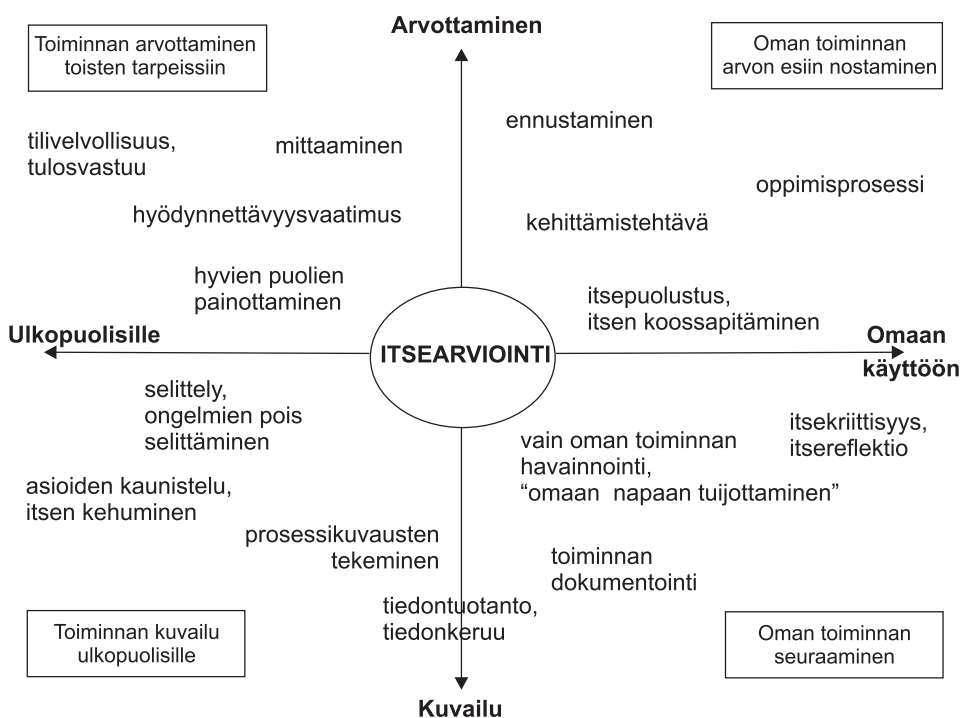 Arvottaminen
Toiminnan arvottaminen
toisten tarpeissiin
Oman toiminnan
arvon esiin nostaminen
ennustaminen
tilivelvollisuus,
tulosvastuu
mittaaminen
oppimisprosessi
hyödynnettävyysvaatimus
kehittämistehtävä
hyvien puolien
painottaminen
itsepuolustus,
itsen koossapitäminen
Ulkopuolisille
ITSEARVIOINTI
Omaan
käyttöön
selittely,
ongelmien pois
selittäminen
itsekriittisyys,
itsereflektio
vain oman toiminnan
havainnointi,
“omaan napaan tuijottaminen”
asioiden kaunistelu,
itsen kehuminen
prosessikuvausten
tekeminen
toiminnan
dokumentointi
tiedontuotanto,
tiedonkeruu
Toiminnan kuvailu
ulkopuolisille
Oman toiminnan
seuraaminen
Kuvailu